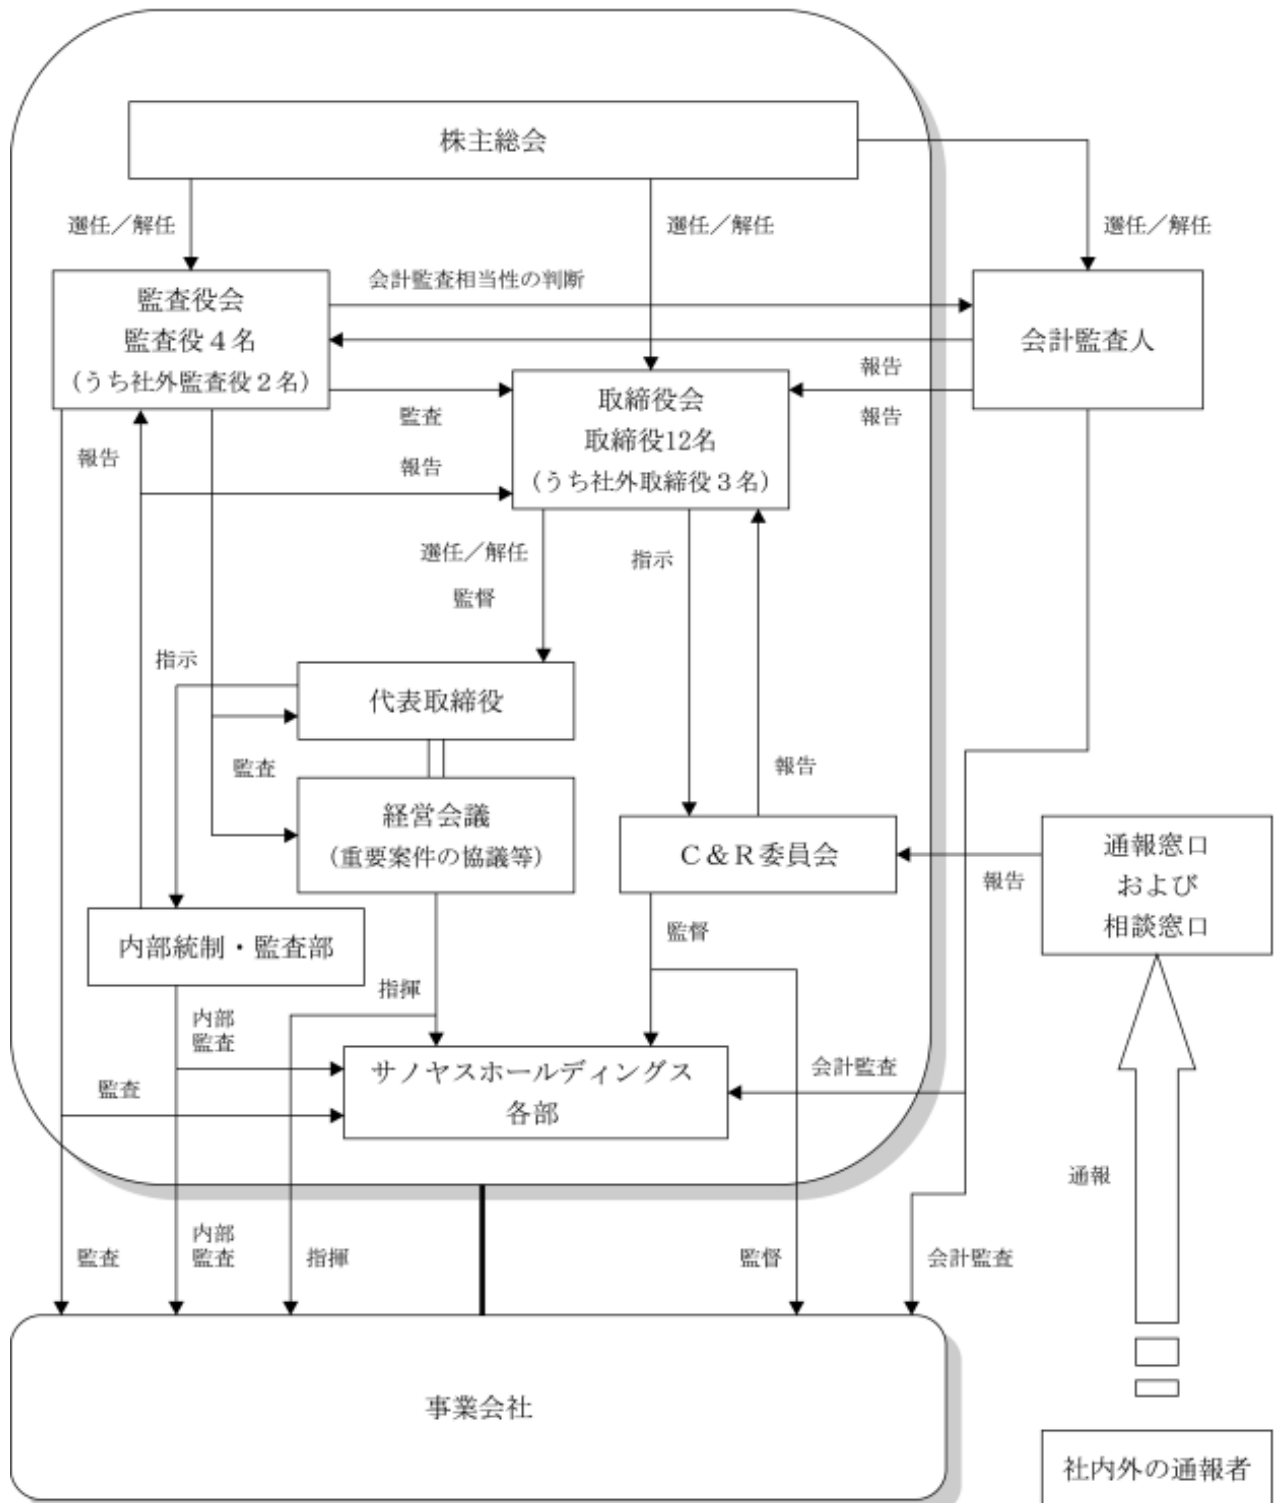 株主総会
選任／解任
選任／解任
選任／解任
監査役会
監査役４名
（うち社外監査役２名）
会計監査相当性の判断
会計監査人
報告
報告
監査
取締役会
取締役12名
（うち社外取締役３名）
報告
報告
選任／解任
監督
指示
指示
代表取締役
監査
報告
経営会議
（重要案件の協議等）
Ｃ＆Ｒ委員会
報告
通報窓口
および
相談窓口
内部統制・監査部
監督
指揮
内部
監査
サノヤスホールディングス
各部
会計監査
監査
通報
監査
内部
監査
指揮
監督
会計監査
事業会社
社内外の通報者